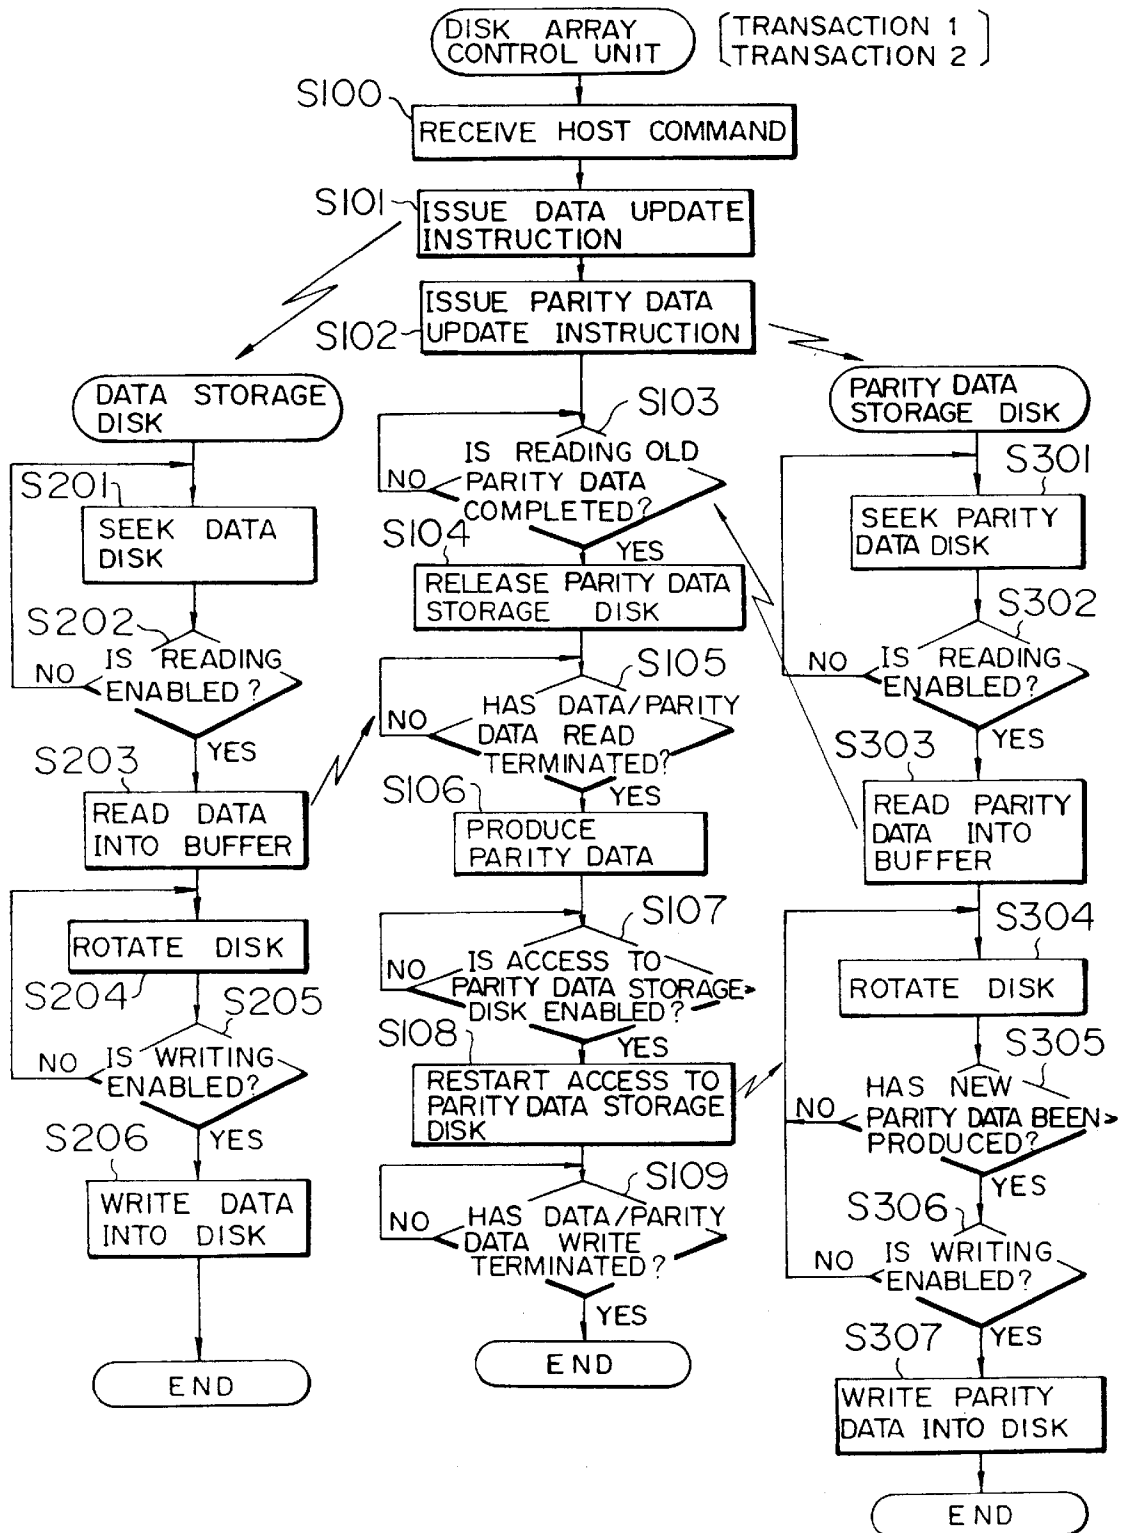 DISK ARRAY
CONTROL UNIT
TRANSACTION 1
TRANSACTION 2
S100
RECEIVE HOST COMMAND
S101
ISSUE DATA UPDATE
INSTRUCTION
S102
ISSUE PARITY DATA
UPDATE INSTRUCTION
S103
IS READING OLD
PARITY DATA
COMPLETED?
NO
YES
S104
RELEASE PARITY DATA
STORAGE DISK
S105
HAS DATA/PARITY
DATA READ
TERMINATED?
NO
YES
S106
PRODUCE
PARITY DATA
S107
IS ACCESS TO
PARITY DATA STORAGE
DISK ENABLED?
NO
YES
S108
RESTART ACCESS TO
PARITY DATA STORAGE
DISK
S109
HAS DATA/PARITY
DATA WRITE
TERMINATED?
NO
YES
END
DATA STORAGE
DISK
S201
SEEK DATA
DISK
S202
IS READING
ENABLED?
NO
YES
S203
READ DATA
INTO BUFFER
ROTATE DISK
S204
S205
IS WRITING
ENABLED?
NO
YES
S206
WRITE DATA
INTO DISK
END
PARITY DATA
STORAGE DISK
S301
SEEK PARITY
DATA DISK
S302
IS READING
ENABLED?
NO
YES
S303
READ PARITY
DATA INTO
BUFFER
S304
ROTATE DISK
S305
HAS NEW
PARITY DATA BEEN
PRODUCED?
NO
YES
S306
IS WRITING
ENABLED?
NO
YES
S307
WRITE PARITY
DATA INTO DISK
END